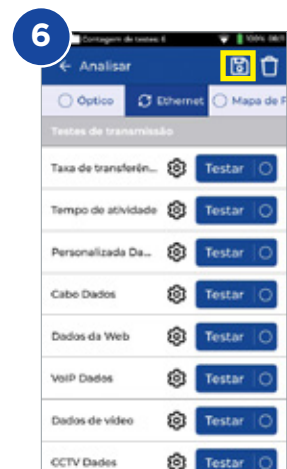 6
Contagem de testes: 6
100%
Analisar
Óptico Ethernet Mapa de F
Testes de transmissão
Taxa de transferên... Testar
Tempo de atividade Testar
Personalizada Da... Testar
Cabo Dados Testar
Dados da Web Testar
VoIP Dados Testar
Dados de vídeo Testar
CCTV Dados Testar